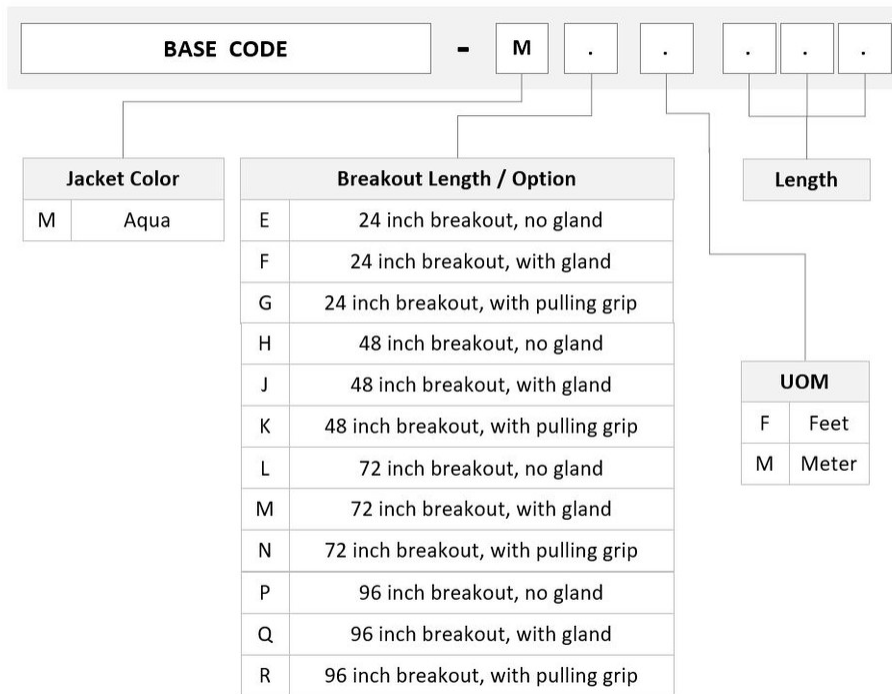 BASE CODE - M . . . . .
Jacket Color
M Aqua
Breakout Length / Option
E 24 inch breakout, no gland
F 24 inch breakout, with gland
G 24 inch breakout, with pulling grip
H 48 inch breakout, no gland
J 48 inch breakout, with gland
K 48 inch breakout, with pulling grip
L 72 inch breakout, no gland
M 72 inch breakout, with gland
N 72 inch breakout, with pulling grip
P 96 inch breakout, no gland
Q 96 inch breakout, with gland
R 96 inch breakout, with pulling grip
Length
UOM
F Feet
M Meter